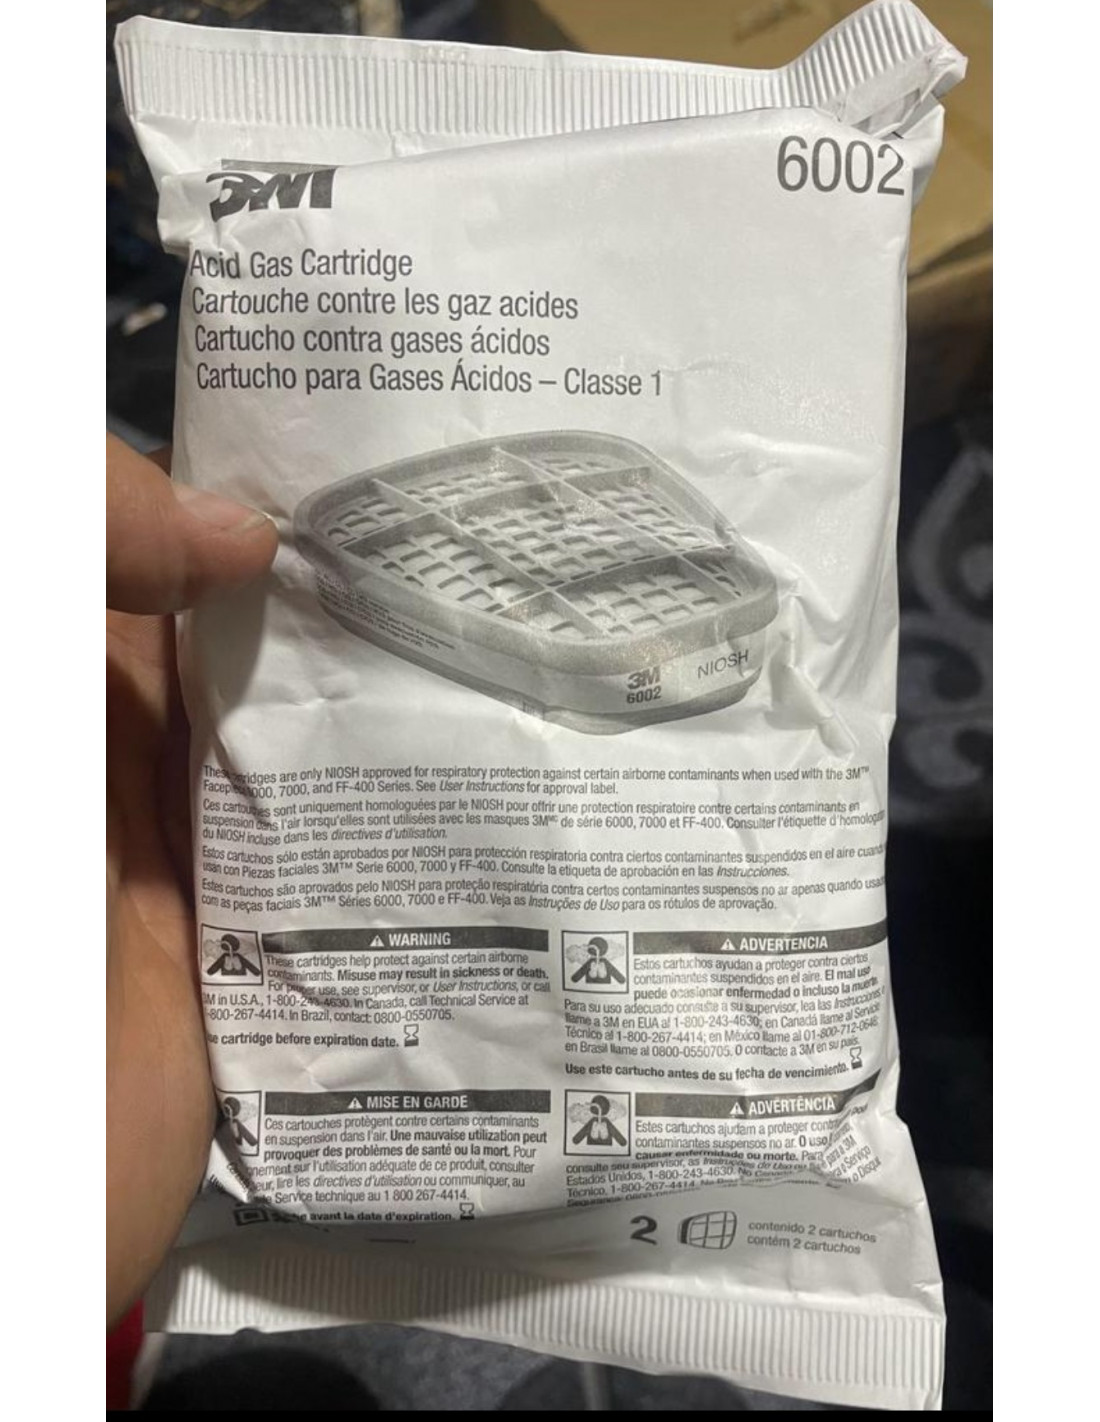 3M
6002
Acid Gas Cartridge
Cartouche contre les gaz acides
Cartucho contra gases ácidos
Cartucho para Gases Ácidos – Classe 1
3M
6002
NIOSH
are only NIOSH approved for respiratory protection against certain airborne contaminants when used with the 3M™
7000, and FF-400 Series. See User Instructions for approval label.
Ces sont uniquement homologuées par le NIOSH pour offrir une protection respiratoire contre certains contaminants en
suspension dans l'air lorsqu'elles sont utilisées avec les masques 3Mᴹᶜ de série 6000, 7000 et FF-400. Consulter l'étiquette
du NIOSH incluse dans les directives d'utilisation.
Estos cartuchos sólo están aprobados por NIOSH para protección respiratoria contra ciertos contaminantes suspendidos en el aire
usan con Piezas faciales 3M™ Serie 6000, 7000 y FF-400. Consulte la etiqueta de aprobación en las Instrucciones.
Estes cartuchos são aprovados pelo NIOSH para proteção respiratória contra certos contaminantes suspensos no ar apenas quando
com as peças faciais 3M™ Séries 6000, 7000 e FF-400. Veja as Instruções de Uso para os rótulos de aprovação.
WARNING
These cartridges help protect against certain airborne
contaminants. Misuse may result in sickness or death.
For proper use, see supervisor, or User Instructions, or call
in U.S.A., 1-800-243-4630. In Canada, call Technical Service at
-800-267-4414. In Brazil, contact: 0800-0550705.
cartridge before expiration date.
ADVERTENCIA
Estos cartuchos ayudan a proteger contra ciertos
contaminantes suspendidos en el aire. El mal uso
puede ocasionar enfermedad o incluso la muerte.
Para su uso adecuado consulte a su supervisor, lea las Instrucciones
llame a 3M en EUA al 1-800-243-4630; en Canadá llame al Servicio
Técnico al 1-800-267-4414; en México llame al 01-800-712-0646;
en Brasil llame al 0800-0550705. O contacte a 3M en su país.
Use este cartucho antes de su fecha de vencimiento.
MISE EN GARDE
Ces cartouches protègent contre certains contaminants
en suspension dans l'air. Une mauvaise utilisation peut
provoquer des problèmes de santé ou la mort. Pour
sur l'utilisation adéquate de ce produit, consulter
lire les directives d'utilisation ou communiquer, au
Service technique au 1 800 267-4414.
avant la date d'expiration.
ADVERTÊNCIA
Estes cartuchos ajudam a proteger
contaminantes suspensos no ar. O uso
causar enfermidade ou morte. Para
consulte seu supervisor, as
Estados Unidos, 1-800-243-4630. No
Técnico, 1-800-267-4414.
2
contenido 2 cartuchos
contém 2 cartuchos